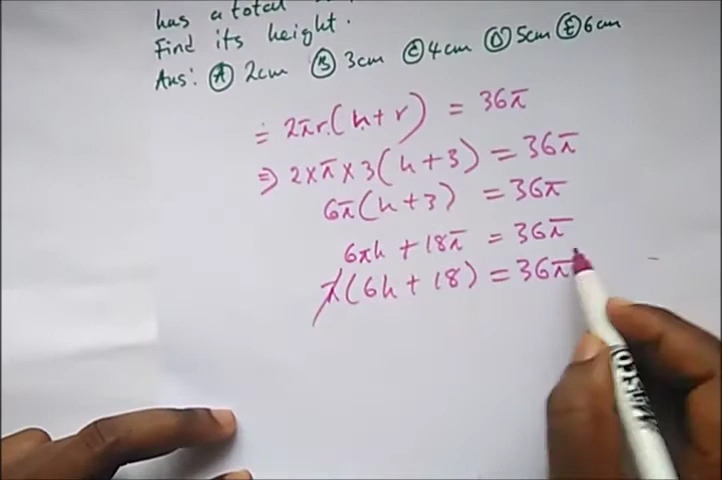 has a total
Find its height.
Ans: Ⓐ 2cm Ⓑ 3cm Ⓒ 4cm Ⓓ 5cm Ⓔ 6cm
= 2πr(h+r) = 36π
⇒ 2×π×3(h+3) = 36π
6π(h+3) = 36π
6πh + 18π = 36π
π(6h+18) = 36π